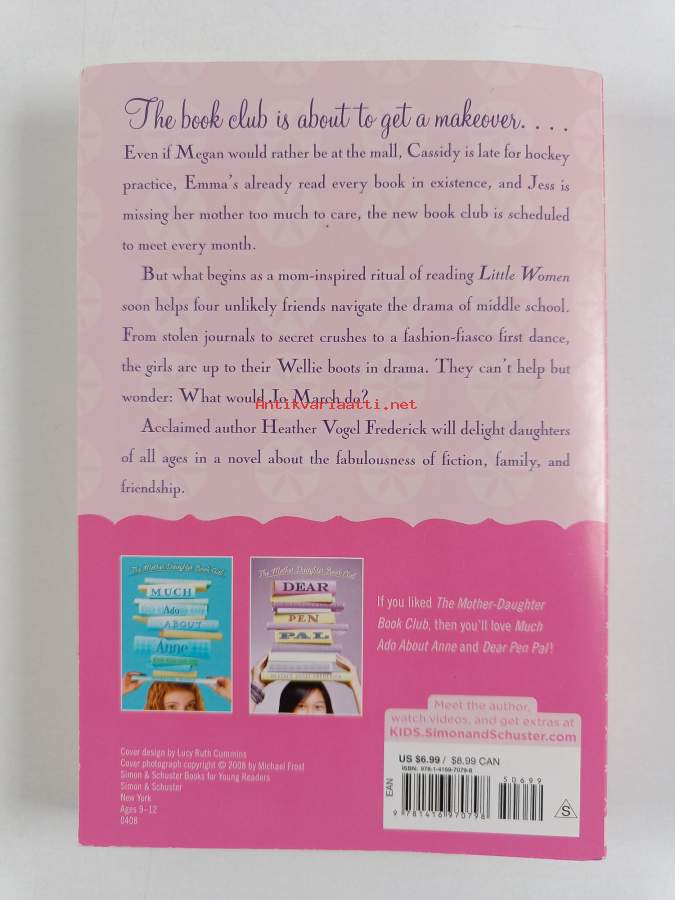 The book club is about to get a makeover. . . .
Even if Megan would rather be at the mall, Cassidy is late for hockey
practice, Emma's already read every book in existence, and Jess is
missing her mother too much to care, the new book club is scheduled
to meet every month.
But what begins as a mom-inspired ritual of reading Little Women
soon helps four unlikely friends navigate the drama of middle school.
From stolen journals to secret crushes to a fashion-fiasco first dance,
the girls are up to their Wellie boots in drama. They can't help but
wonder: What would Jo March do?
Antikvariaatti.net
Acclaimed author Heather Vogel Frederick will delight daughters
of all ages in a novel about the fabulousness of fiction, family, and
friendship.
The Mother-Daughter Book Club
MUCH
Ado
ABOUT
Anne
The Mother-Daughter Book Club
DEAR
PEN
PAL
HEATHER VOGEL FREDERICK
If you liked The Mother-Daughter
Book Club, then you'll love Much
Ado About Anne and Dear Pen Pal!
Meet the author,
watch videos, and get extras at
KIDS.SimonandSchuster.com
Cover design by Lucy Ruth Cummins
Cover photograph copyright © 2008 by Michael Frost
Simon & Schuster Books for Young Readers
Simon & Schuster
New York
Ages 9–12
0408
US $6.99 / $8.99 CAN
ISBN: 978-1-4169-7079-8
50699
EAN
9 781416 970798
S